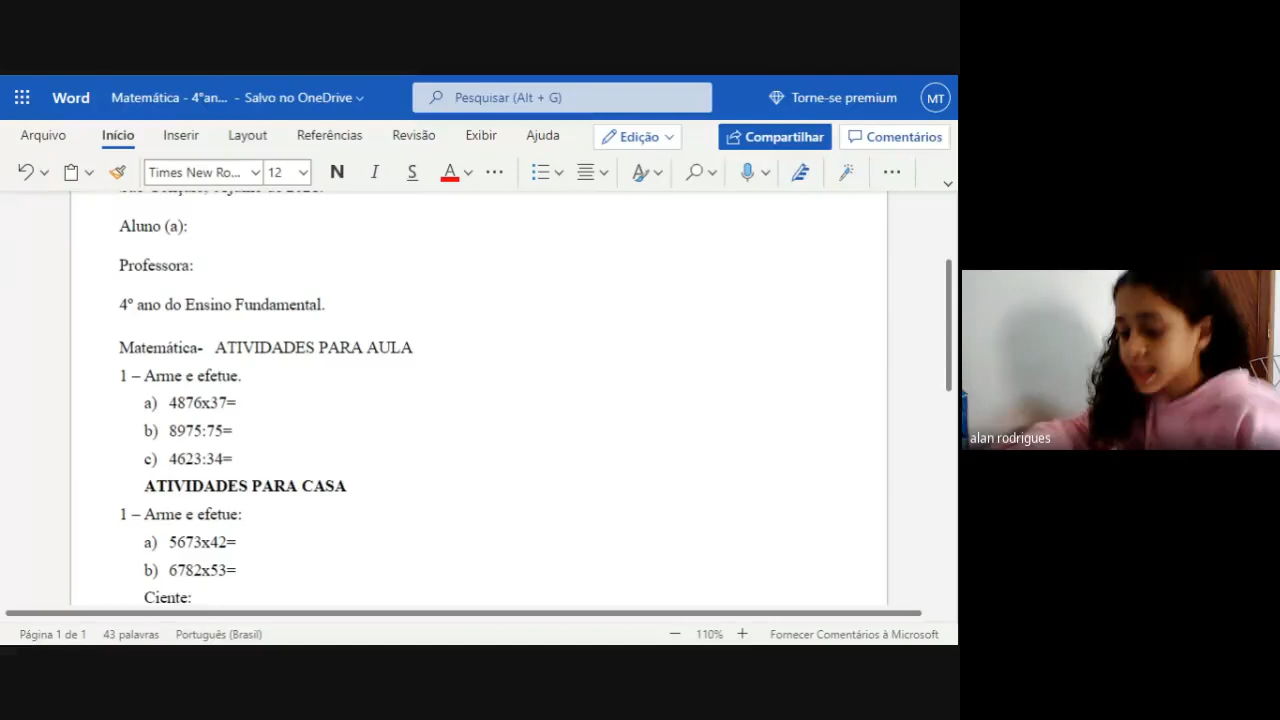 Word Matemática - 4°an... - Salvo no OneDrive Pesquisar (Alt + G) Torne-se premium MT
Arquivo Início Inserir Layout Referências Revisão Exibir Ajuda Edição Compartilhar Comentários
Times New Ro... 12 N I S A ...
Aluno (a):
Professora:
4º ano do Ensino Fundamental.
Matemática- ATIVIDADES PARA AULA
1 – Arme e efetue.
a) 4876x37=
b) 8975:75=
c) 4623:34=
ATIVIDADES PARA CASA
1 – Arme e efetue:
a) 5673x42=
b) 6782x53=
Ciente:
Página 1 de 1 43 palavras Português (Brasil) — 110% + Fornecer Comentários à Microsoft
alan rodrigues